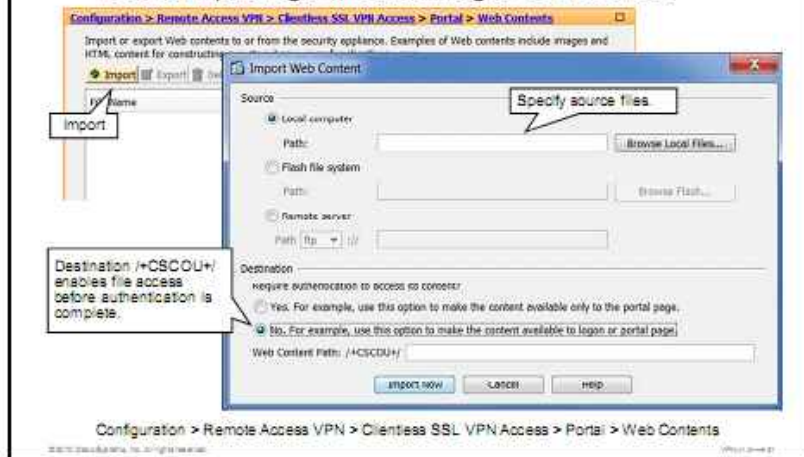 Configuration > Remote Access VPN > Clientless SSL VPN Access > Portal > Web Contents
Import or export Web contents to or from the security appliance. Examples of Web contents include images and
HTML content for constructing
Import Export
Import Web Content
Name
Import
Source
Specify source files.
Local computer
Path:
Browse Local Files...
Flash file system
Path:
Browse Flash...
Remote server
Path ftp ://
Destination /+CSCOU+/
enables file access
before authentication is
complete.
Destination
Require authentication to access its content?
Yes. For example, use this option to make the content available only to the portal page.
No. For example, use this option to make the content available to logon or portal page.
Web Content Path: /+CSCOU+/
Import Now Cancel Help
Configuration > Remote Access VPN > Clientless SSL VPN Access > Portal > Web Contents